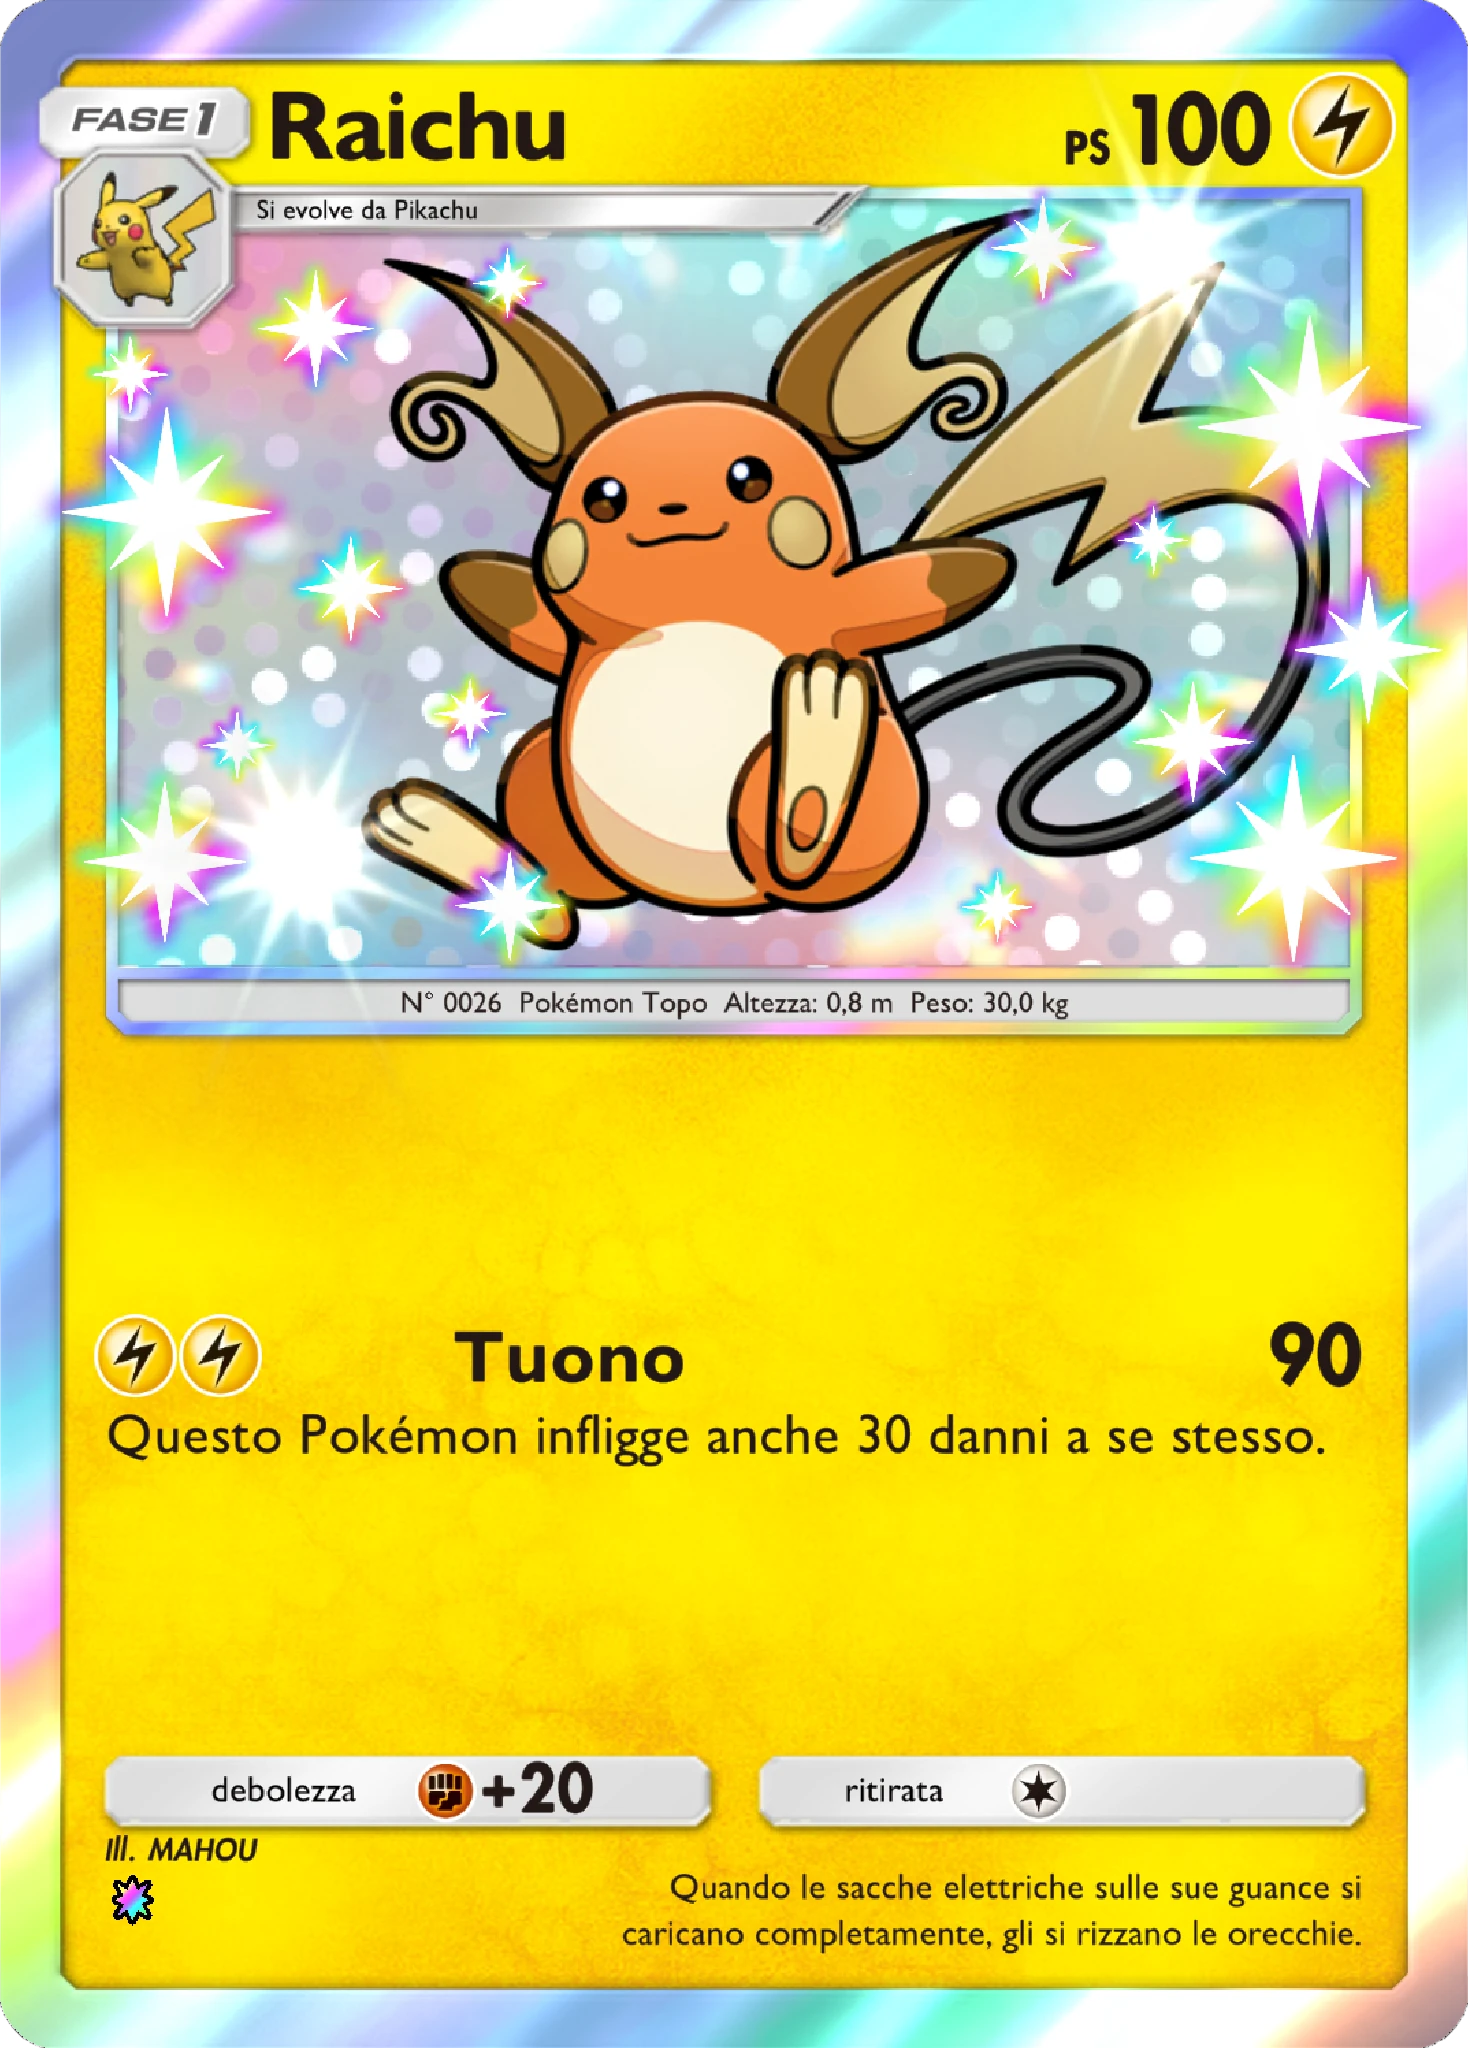 FASE 1
Raichu
PS 100
Si evolve da Pikachu
N° 0026 Pokémon Topo Altezza: 0,8 m Peso: 30,0 kg
Tuono 90
Questo Pokémon infligge anche 30 danni a se stesso.
debolezza +20
ritirata
Ill. MAHOU
Quando le sacche elettriche sulle sue guance si
caricano completamente, gli si rizzano le orecchie.